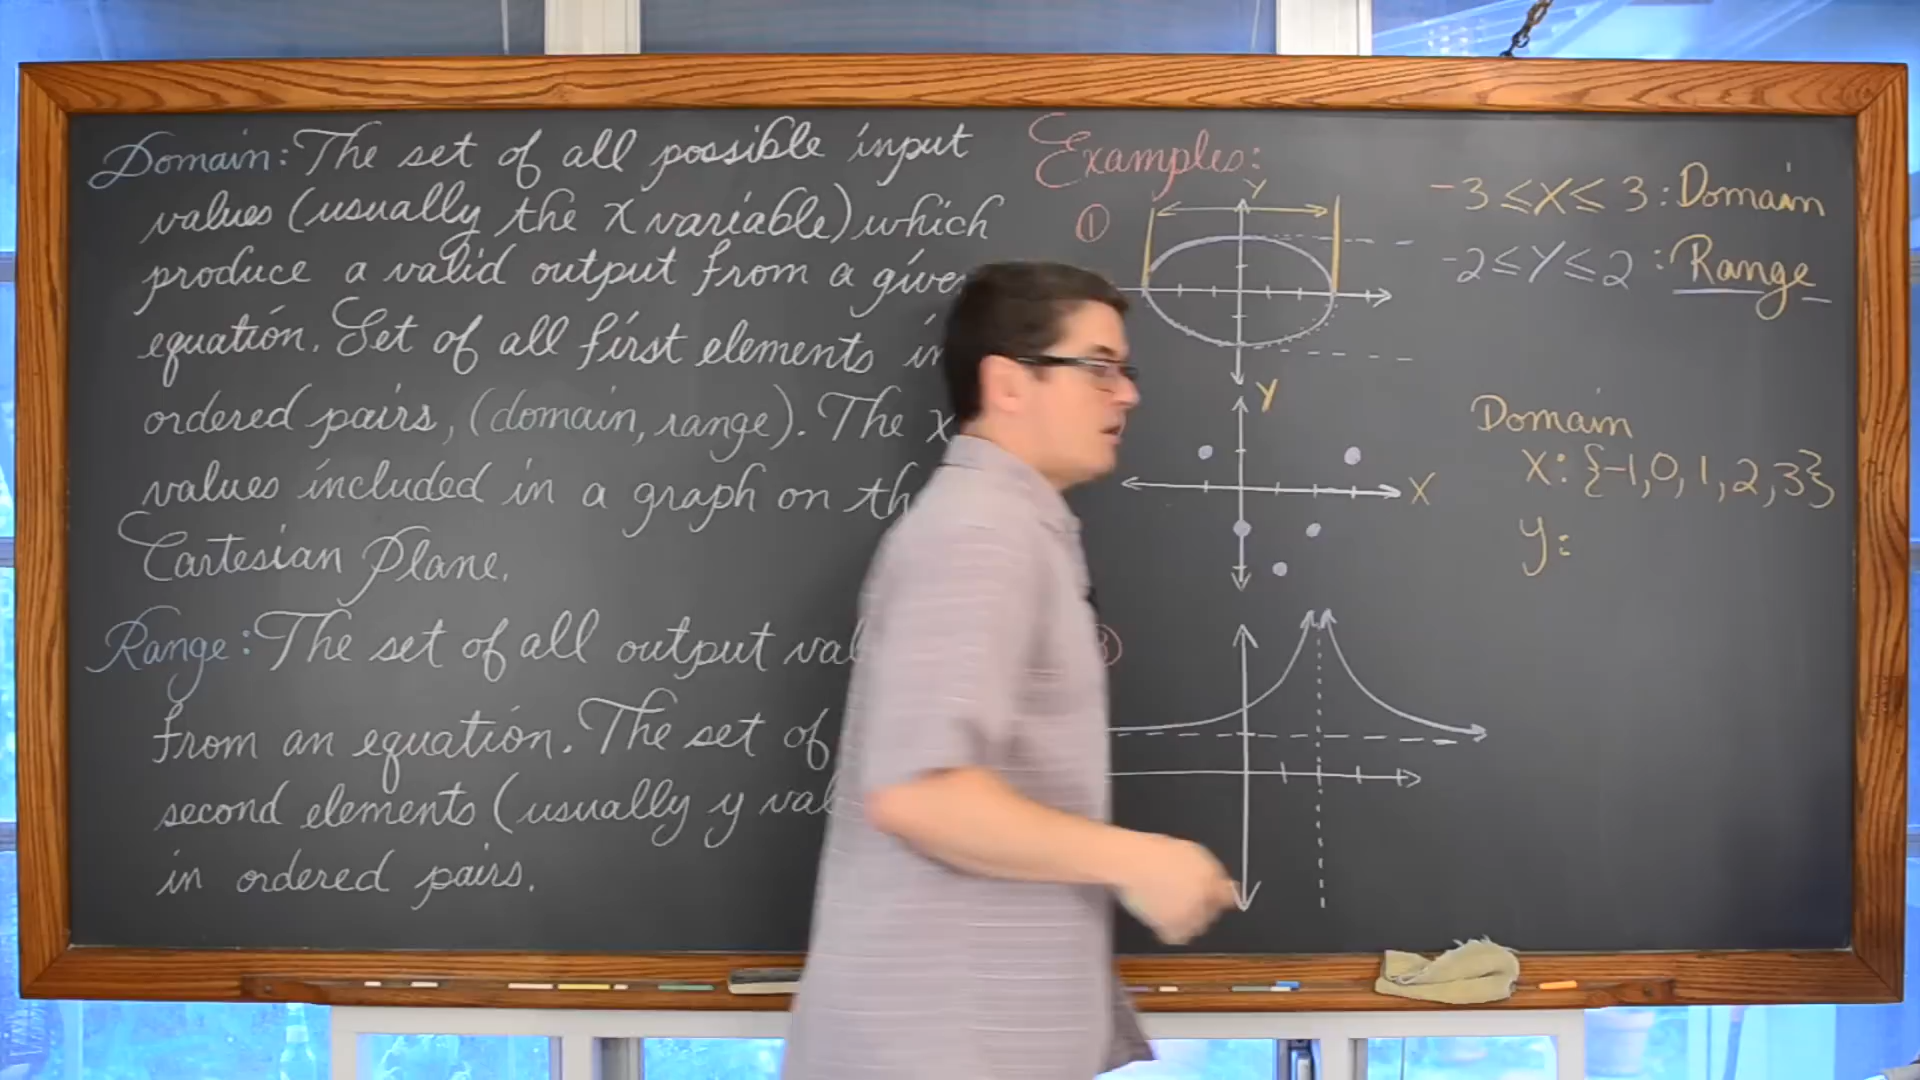 Domain: The set of all possible input
values (usually the x variable) which
produce a valid output from a given
equation. Set of all first elements in
ordered pairs, (domain, range). The x
values included in a graph on th
Cartesian Plane.
Range: The set of all output val
from an equation. The set of
second elements (usually y val
in ordered pairs.
Examples:
①
Y
-3 ≤ X ≤ 3 : Domain
-2 ≤ Y ≤ 2 : Range
Y
X
Domain
x: {-1, 0, 1, 2, 3}
y: